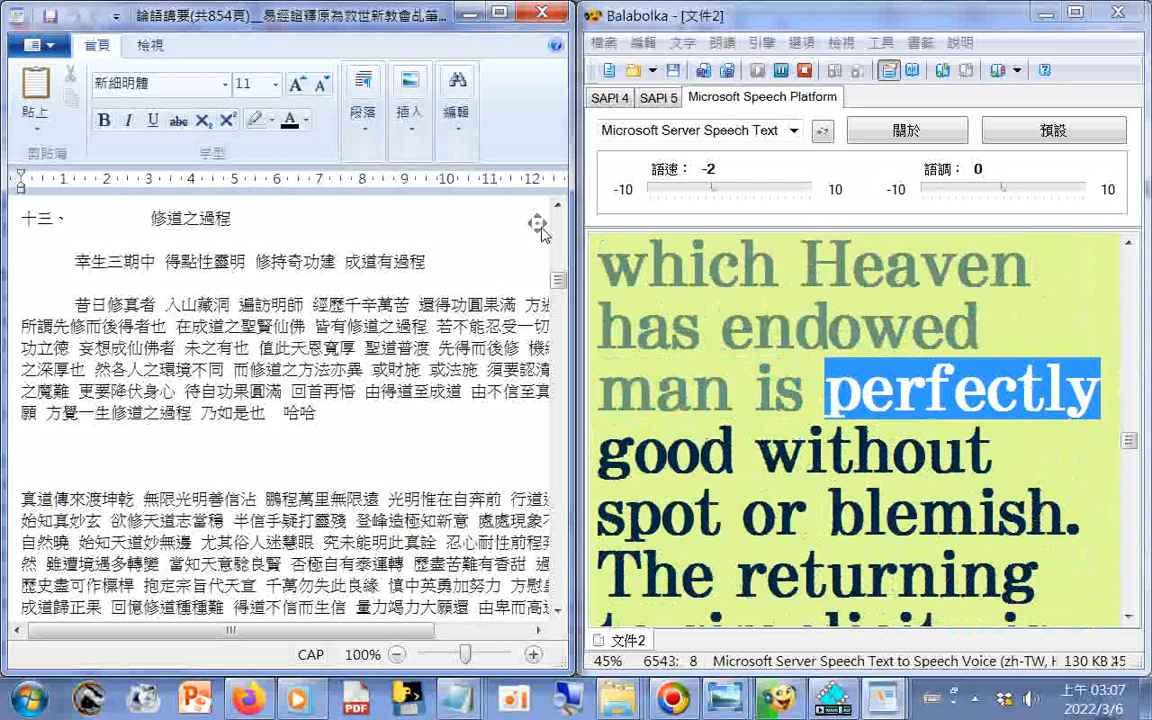 論語講要(共854頁)__易經證釋原為救世新教會乩筆...
首頁 檢視
新細明體 11
貼上 段落 插入 編輯
剪貼簿 字型
1 2 3 4 5 6 7 8 9 10 11 12
十三、 修道之過程
幸生三期中 得點性靈明 修持奇功建 成道有過程
昔日修真者 入山藏洞 遍訪明師 經歷千辛萬苦 還得功圓果滿 方
所謂先修而後得者也 在成道之聖賢仙佛 皆有修道之過程 若不能忍受一切
功立德 妄想成仙佛者 未之有也 值此天恩寬厚 聖道普渡 先得而後修 機
之深厚也 然各人之環境不同 而修道之方法亦異 或財施 或法施 須要認清
之魔難 更要降伏身心 待自功果圓滿 回首再悟 由得道至成道 由不信至真
願 方覺一生修道之過程 乃如是也 哈哈
真道傳來渡坤乾 無限光明善信沾 鵬程萬里無限遠 光明惟在自奔前 行道
始知真妙玄 欲修天道志當穩 半信半疑打靈殘 登峰造極知新意 處處現象
自然曉 始知天道妙無邊 尤其俗人迷慧眼 究未能明此真詮 忍心耐性前程
然 雖遭境遇多轉變 當知天意驗良賢 否極自有泰運轉 歷盡苦難有香甜
歷史盡可作標桿 抱定宗旨代天宣 千萬勿失此良緣 慎中英勇加努力 方慰
成道歸正果 回憶修道種種難 得道不信而生信 量力竭力大願還 由卑而高
CAP 100%
Balabolka - [文件2]
檔案 編輯 文字 朗讀 引擎 選項 檢視 工具 書籤 說明
SAPI 4 SAPI 5 Microsoft Speech Platform
Microsoft Server Speech Text 關於 預設
語速： -2 語調： 0
-10 10 -10 10
which Heaven
has endowed
man is perfectly
good without
spot or blemish.
The returning
to simplicity is
文件2
45% 6543: 8 Microsoft Server Speech Text to Speech Voice (zh-TW, H 130 KB
上午 03:07
2022/3/6